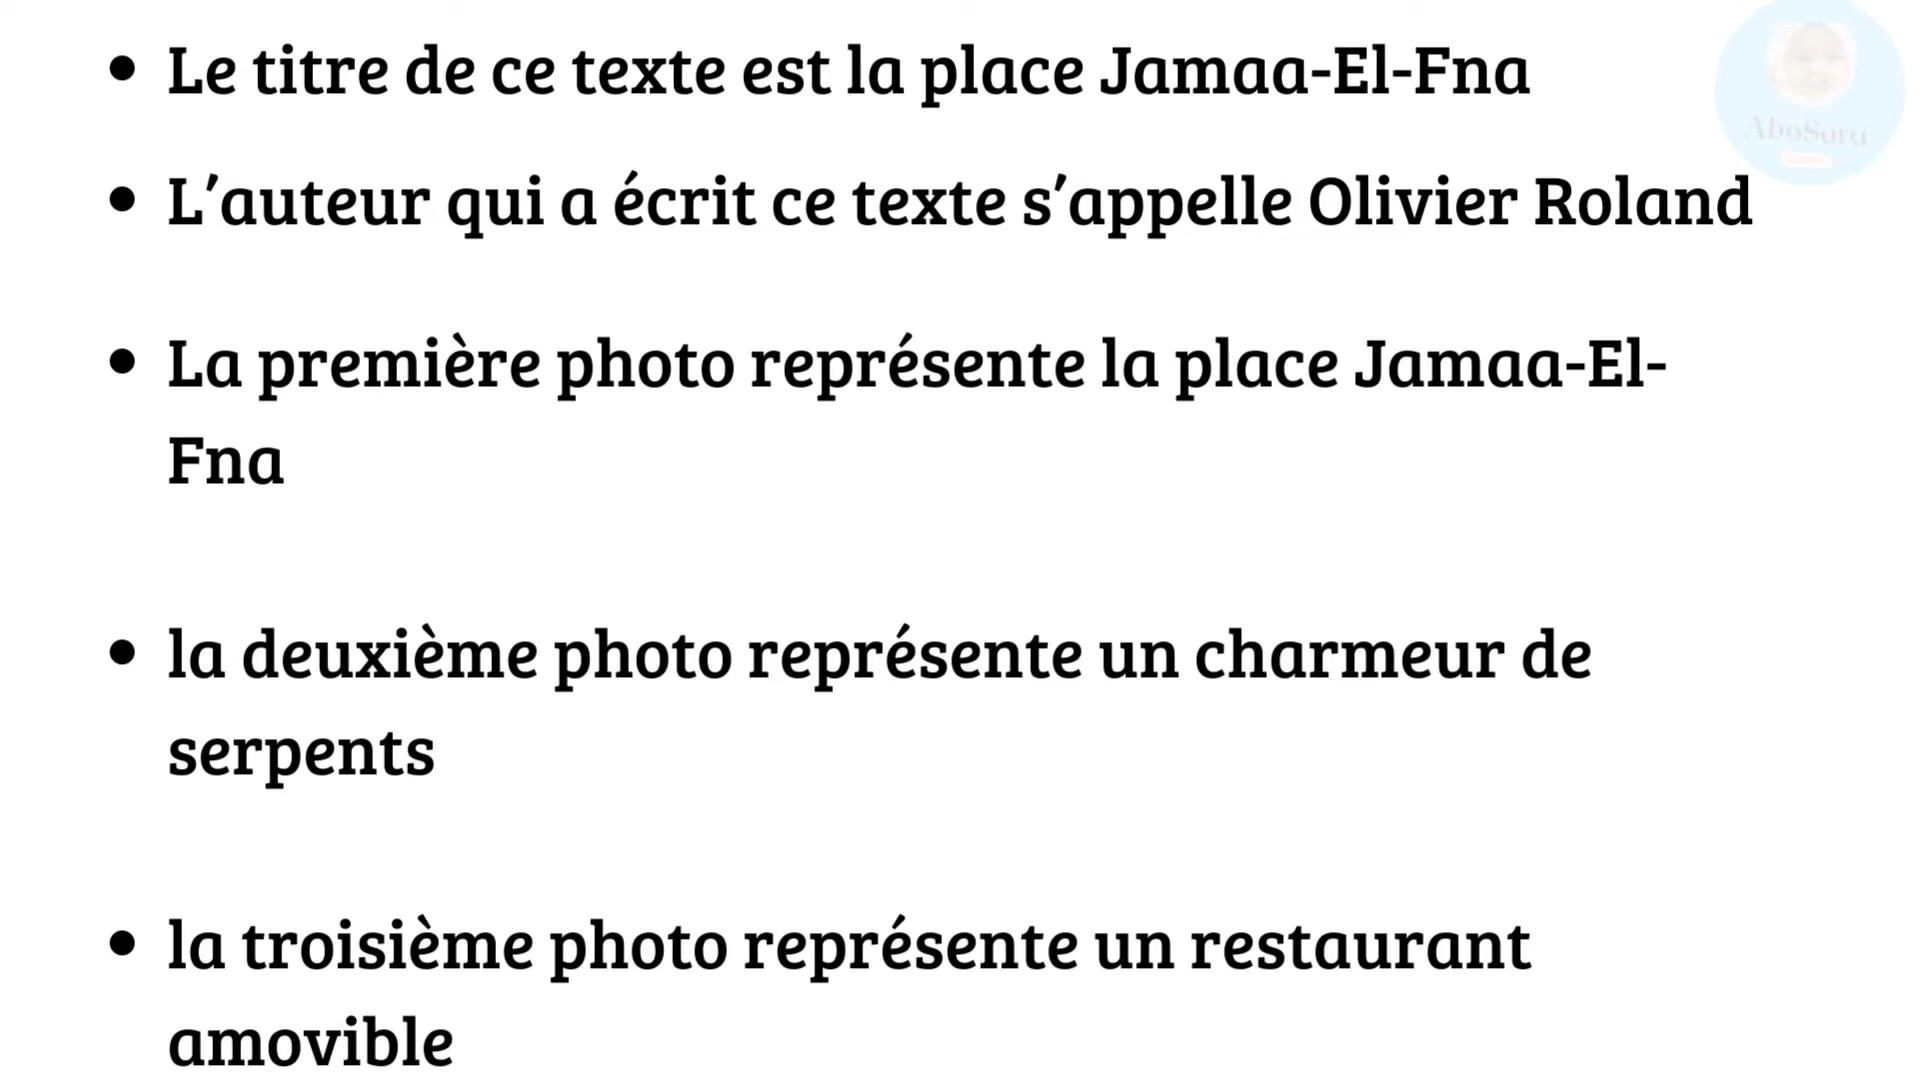 Le titre de ce texte est la place Jamaa-El-Fna
L'auteur qui a écrit ce texte s'appelle Olivier Roland
La première photo représente la place Jamaa-El-
Fna
la deuxième photo représente un charmeur de
serpents
la troisième photo représente un restaurant
amovible
AboSura